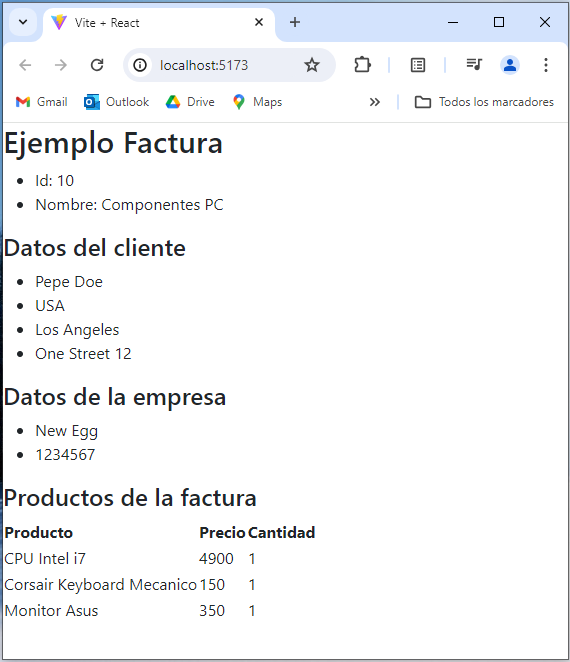 Vite + React
localhost:5173
Gmail Outlook Drive Maps Todos los marcadores
Ejemplo Factura
Id: 10
Nombre: Componentes PC
Datos del cliente
Pepe Doe
USA
Los Angeles
One Street 12
Datos de la empresa
New Egg
1234567
Productos de la factura
Producto Precio Cantidad
CPU Intel i7 4900 1
Corsair Keyboard Mecanico 150 1
Monitor Asus 350 1